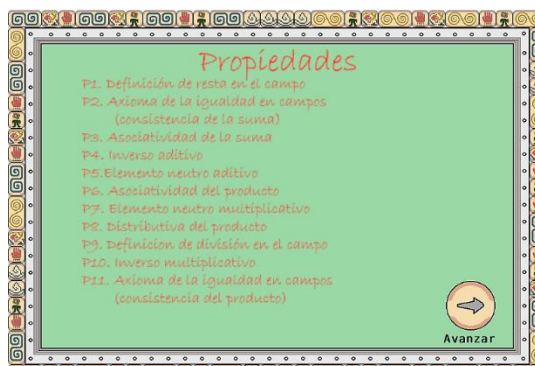 Propiedades
P1. Definición de resta en el campo
P2. Axioma de la igualdad en campos
(consistencia de la suma)
P3. Asociatividad de la suma
P4. Inverso aditivo
P5.Elemento neutro aditivo
P6. Asociatividad del producto
P7. Elemento neutro multiplicativo
P8. Distributiva del producto
P9. Definicion de división en el campo
P10. Inverso multiplicativo
P11. Axioma de la igualdad en campos
(consistencia del producto)
Avanzar